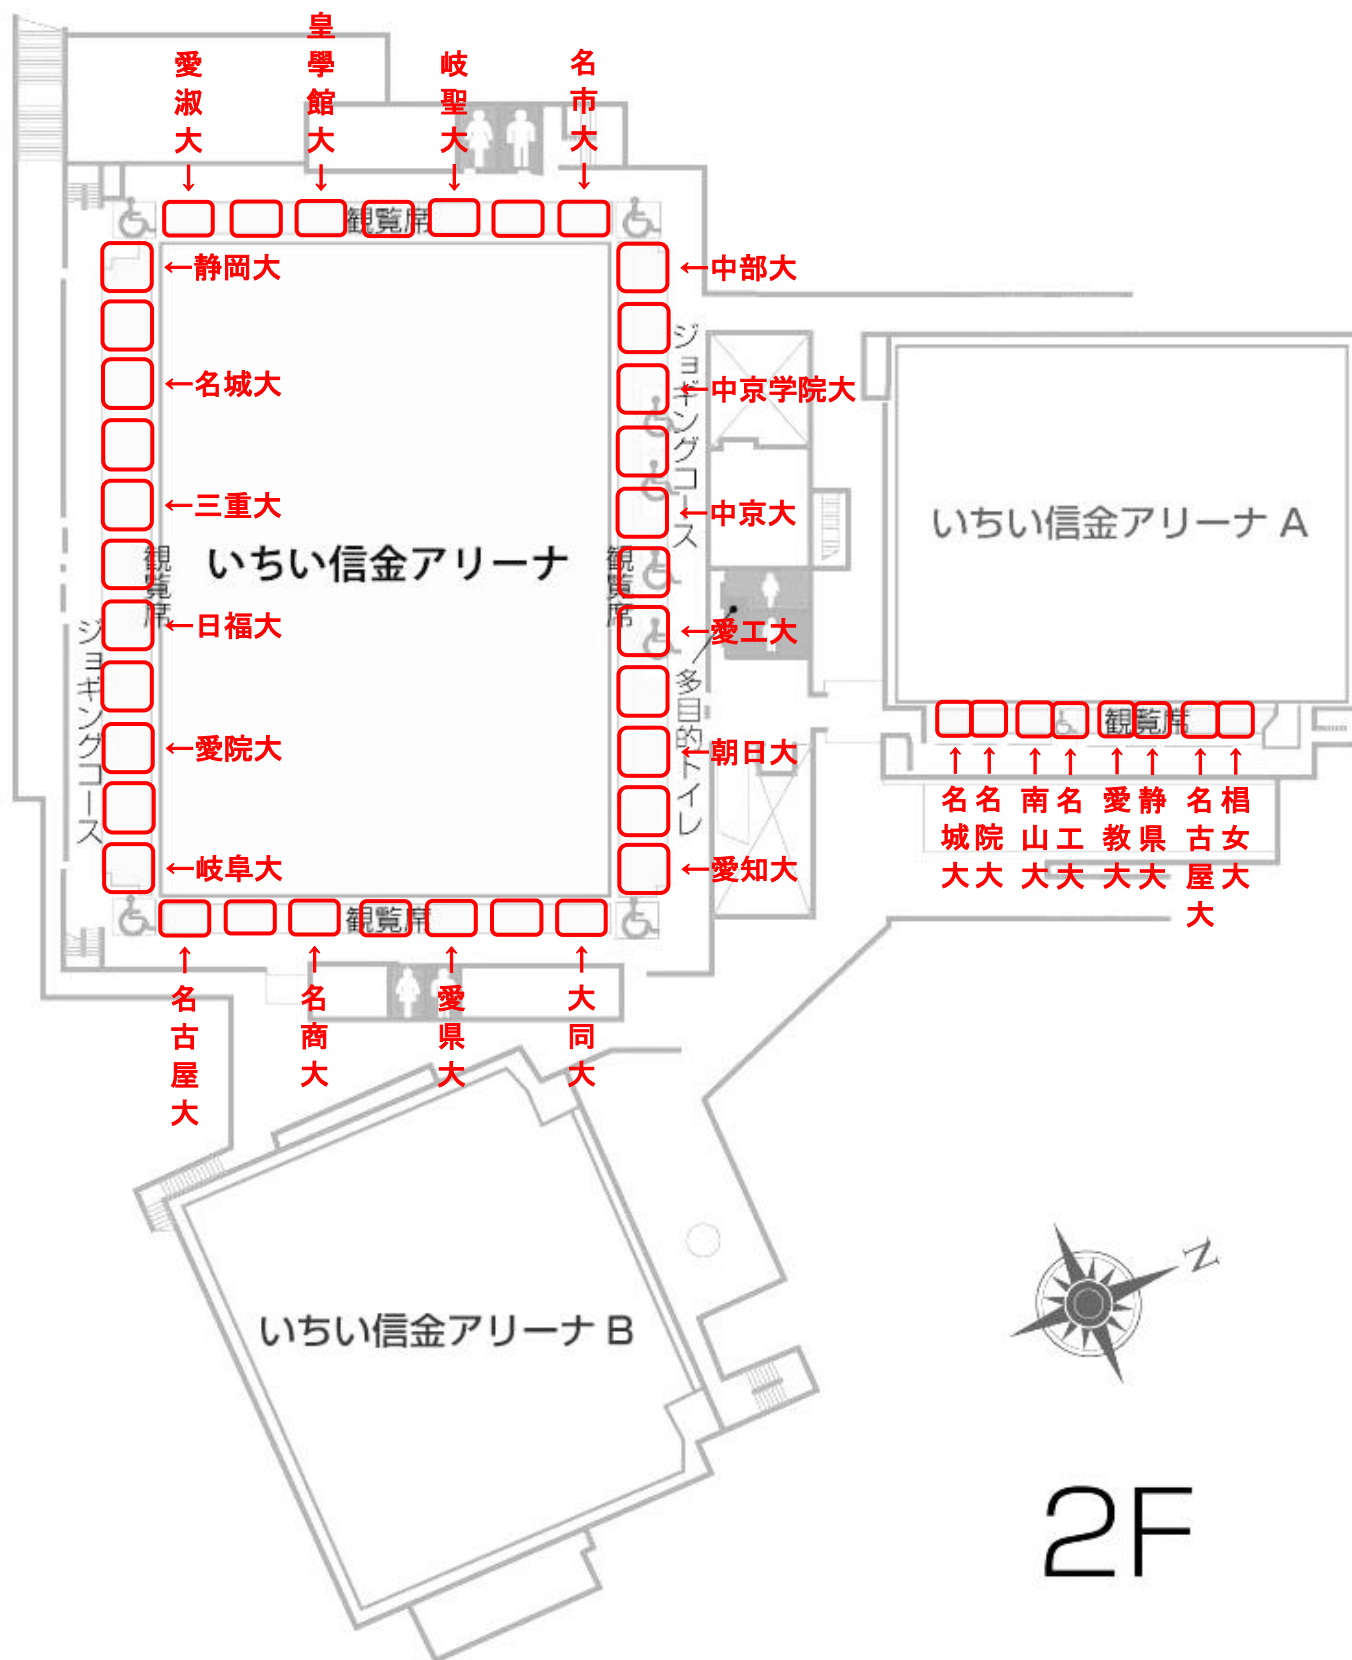 愛淑大
皇學館大
岐聖大
名市大
観覧席
←静岡大
←名城大
←三重大
←日福大
←愛院大
←岐阜大
観覧席
ジョギングコース
いちい信金アリーナ
観覧席
ジョギングコース
←中部大
←中京学院大
←中京大
←愛工大
←朝日大
←愛知大
多目的トイレ
観覧席
名古屋大
名商大
愛県大
大同大
いちい信金アリーナ A
観覧席
名城大
名院大
南山大
名工大
愛教大
静県大
名古屋大
椙女大
いちい信金アリーナ B
N
2F